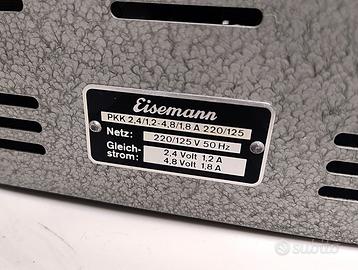 Eisemann
PKK 2,4/1,2-4,8/1,8 A 220/125
Netz: 220/125 V 50 Hz
Gleich- 2,4 Volt 1,2 A
strom: 4,8 Volt 1,8 A
subito